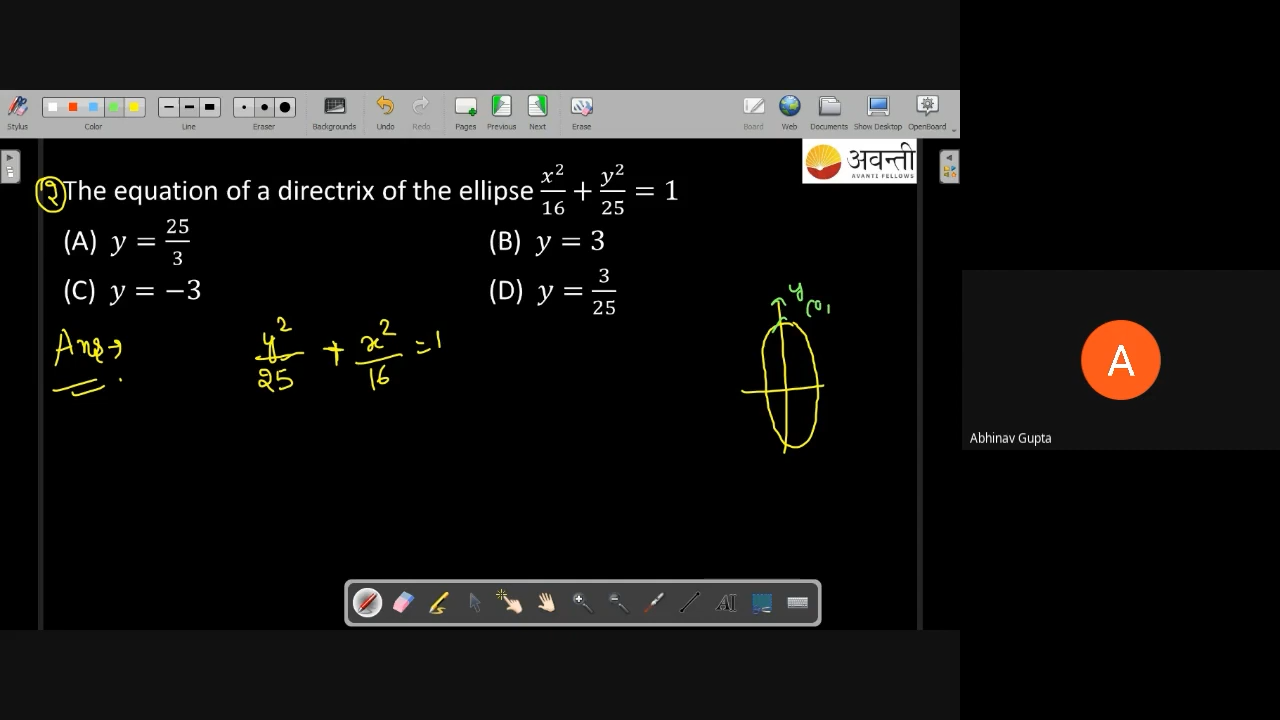 Stylus Color Line Eraser Backgrounds Undo Redo Pages Previous Next Erase Board Web Documents Show Desktop OpenBoard
अवन्ती
AVANTI FELLOWS
Q The equation of a directrix of the ellipse x²/16 + y²/25 = 1
(A) y = 25/3 (B) y = 3
(C) y = −3 (D) y = 3/25
y
(0,
Ans→ y²/25 + x²/16 = 1
A
Abhinav Gupta
AI